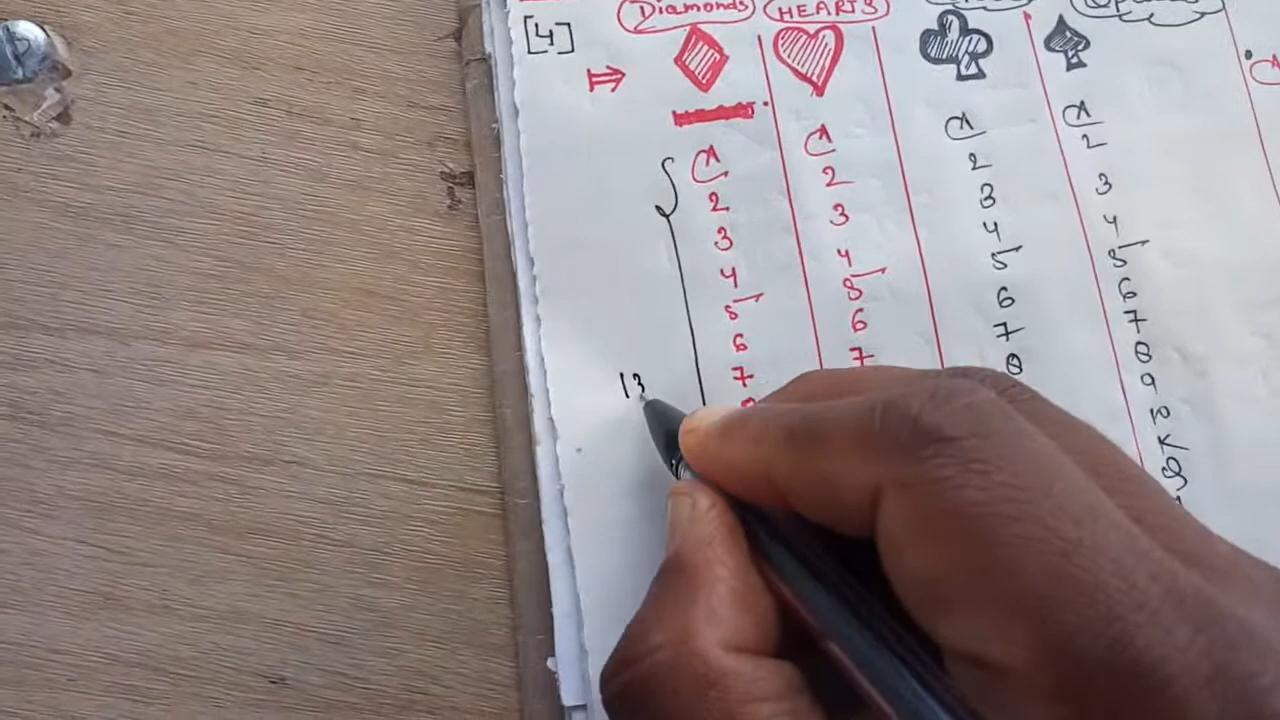 Diamonds HEARTS
[4]
A A A A
2 2 2 2
3 3 3 3
4 4 4 4
5 5 5 5
6 6 6 6
7 7 7 7
8 8
9
13